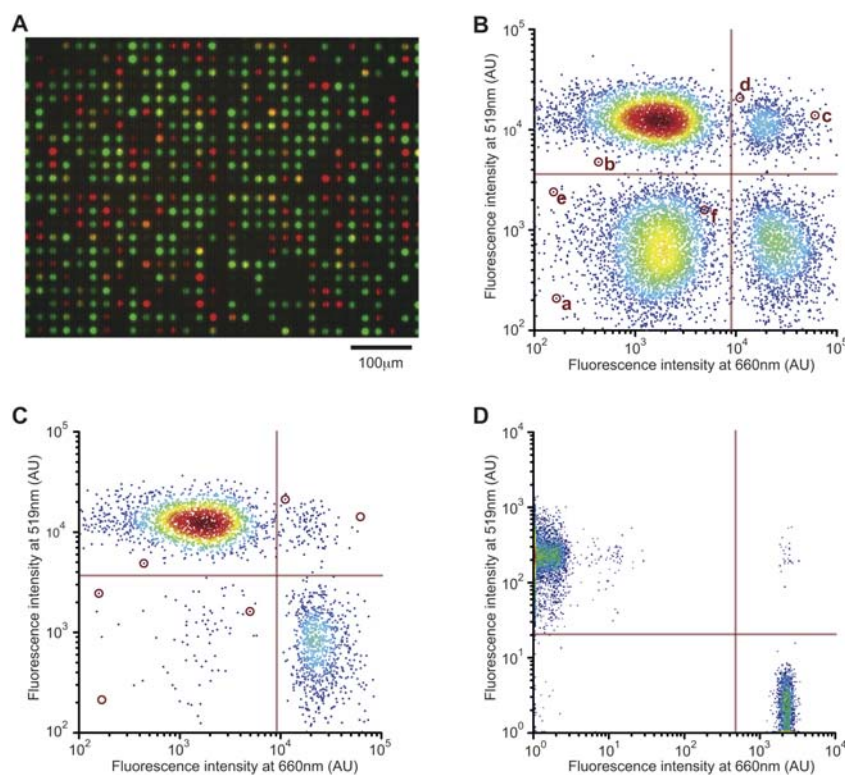 A
100µm
B
Fluorescence intensity at 519nm (AU)
10⁵
10⁴
10³
10²
d
c
b
e
f
a
10² 10³ 10⁴ 10⁵
Fluorescence intensity at 660nm (AU)
C
Fluorescence intensity at 519nm (AU)
10⁵
10⁴
10³
10²
10² 10³ 10⁴ 10⁵
Fluorescence intensity at 660nm (AU)
D
Fluorescence intensity at 519nm (AU)
10⁴
10³
10²
10¹
10⁰
10⁰ 10¹ 10² 10³ 10⁴
Fluorescence intensity at 660nm (AU)